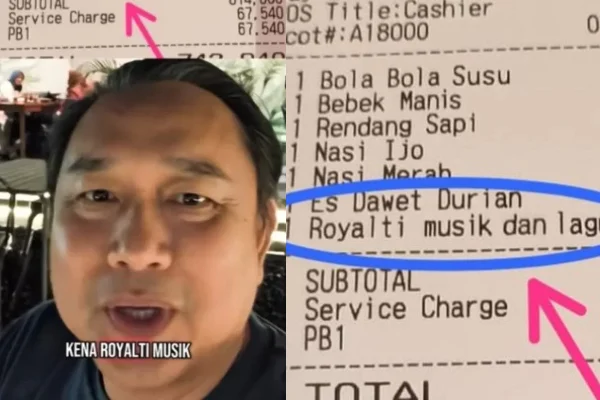 SUBTOTAL
Service Charge 67.540
PB1 67.540
KENA ROYALTI MUSIK
OS Title:Cashier
cot#:A18000 0
1 Bola Bola Susu
1 Bebek Manis
1 Rendang Sapi
1 Nasi Ijo
1 Nasi Merah
Es Dawet Durian
Royalti musik dan lagu
SUBTOTAL
Service Charge
PB1
TOTAL